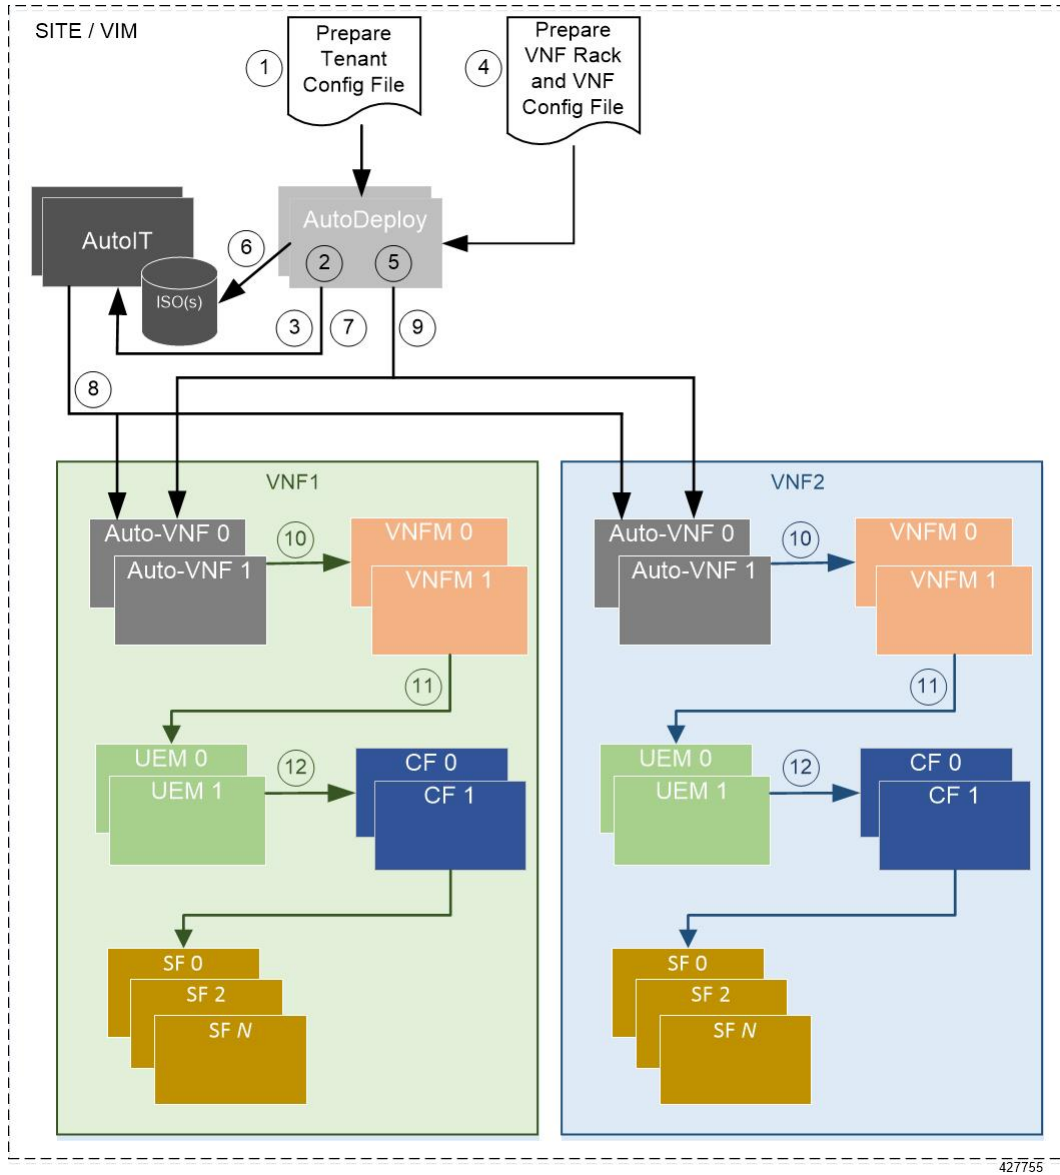 SITE / VIM
Prepare
Tenant
Config File
1
Prepare
VNF Rack
and VNF
Config File
4
AutoIT
ISO(s)
6
AutoDeploy
2
5
3
7
9
8
VNF1
Auto-VNF 0
Auto-VNF 1
10
VNFM 0
VNFM 1
11
UEM 0
UEM 1
12
CF 0
CF 1
SF 0
SF 2
SF N
VNF2
Auto-VNF 0
Auto-VNF 1
10
VNFM 0
VNFM 1
11
UEM 0
UEM 1
12
CF 0
CF 1
SF 0
SF 2
SF N
427755